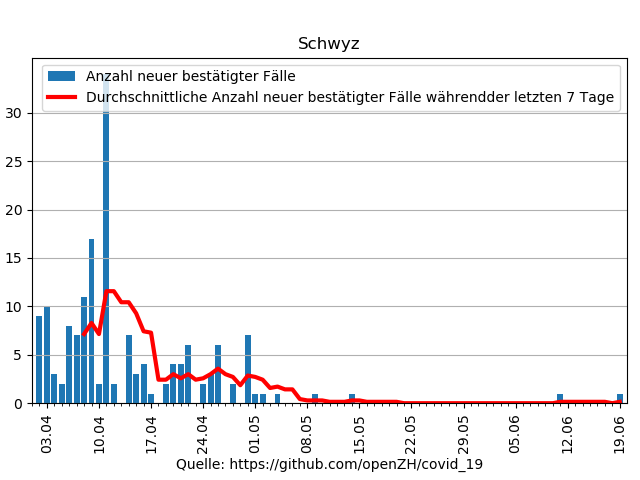 Schwyz
Anzahl neuer bestätigter Fälle
Durchschnittliche Anzahl neuer bestätigter Fälle währendder letzten 7 Tage
30
25
20
15
10
5
0
03.04 10.04 17.04 24.04 01.05 08.05 15.05 22.05 29.05 05.06 12.06 19.06
Quelle: https://github.com/openZH/covid_19